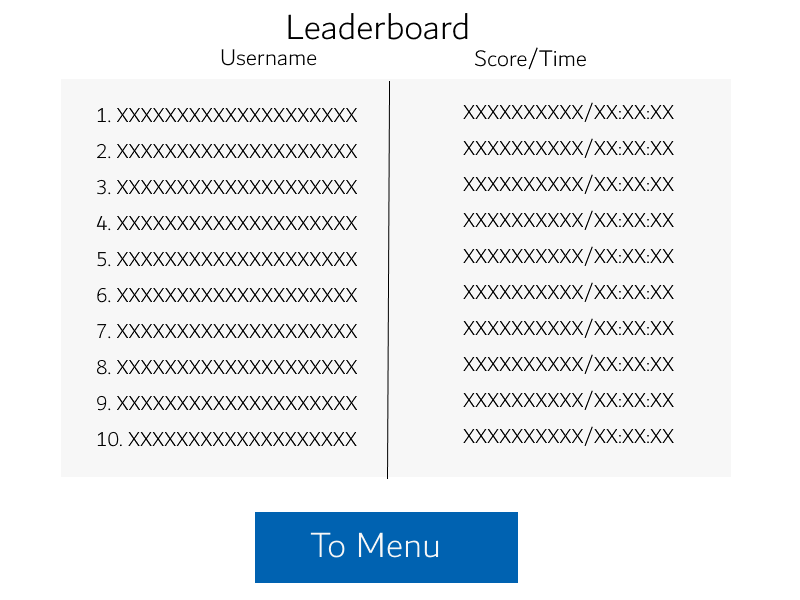 Leaderboard
Username Score/Time
1. XXXXXXXXXXXXXXXXXXXX XXXXXXXXXX/XX:XX:XX
2. XXXXXXXXXXXXXXXXXXXX XXXXXXXXXX/XX:XX:XX
3. XXXXXXXXXXXXXXXXXXXX XXXXXXXXXX/XX:XX:XX
4. XXXXXXXXXXXXXXXXXXXX XXXXXXXXXX/XX:XX:XX
5. XXXXXXXXXXXXXXXXXXXX XXXXXXXXXX/XX:XX:XX
6. XXXXXXXXXXXXXXXXXXXX XXXXXXXXXX/XX:XX:XX
7. XXXXXXXXXXXXXXXXXXXX XXXXXXXXXX/XX:XX:XX
8. XXXXXXXXXXXXXXXXXXXX XXXXXXXXXX/XX:XX:XX
9. XXXXXXXXXXXXXXXXXXXX XXXXXXXXXX/XX:XX:XX
10. XXXXXXXXXXXXXXXXXXX XXXXXXXXXX/XX:XX:XX
To Menu